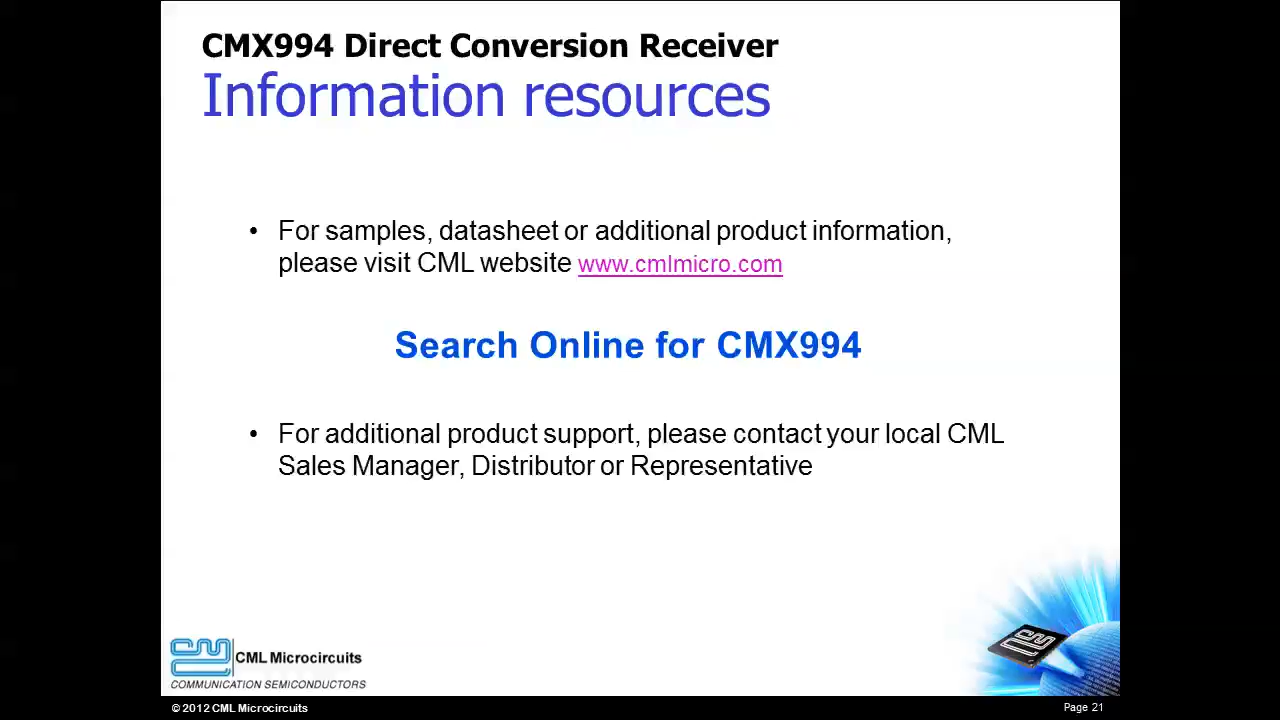 CMX994 Direct Conversion Receiver
Information resources
• For samples, datasheet or additional product information,
please visit CML website www.cmlmicro.com
Search Online for CMX994
• For additional product support, please contact your local CML
Sales Manager, Distributor or Representative
CML Microcircuits
COMMUNICATION SEMICONDUCTORS
© 2012 CML Microcircuits
Page 21